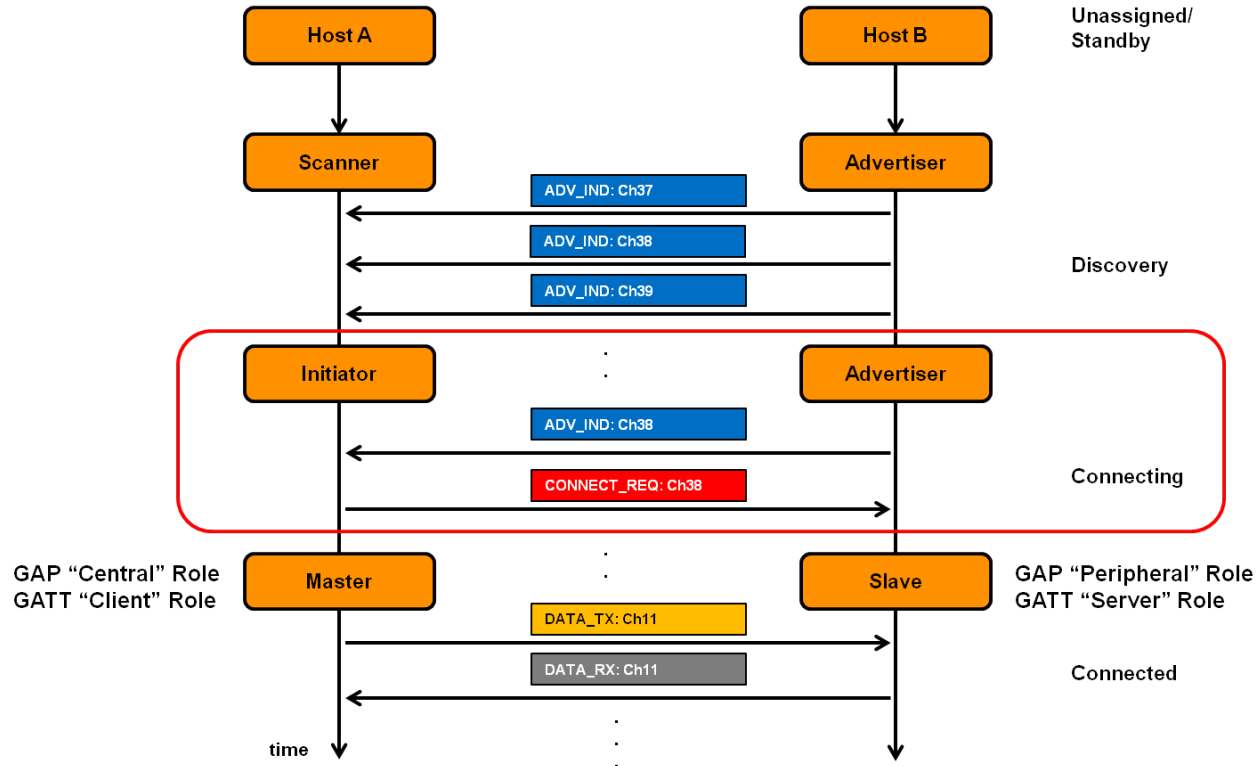 Host A
Host B
Unassigned/
Standby
Scanner
Advertiser
ADV_IND: Ch37
ADV_IND: Ch38
ADV_IND: Ch39
Discovery
Initiator
Advertiser
ADV_IND: Ch38
CONNECT_REQ: Ch38
Connecting
GAP “Central” Role
GATT “Client” Role
Master
Slave
GAP “Peripheral” Role
GATT “Server” Role
DATA_TX: Ch11
DATA_RX: Ch11
Connected
time